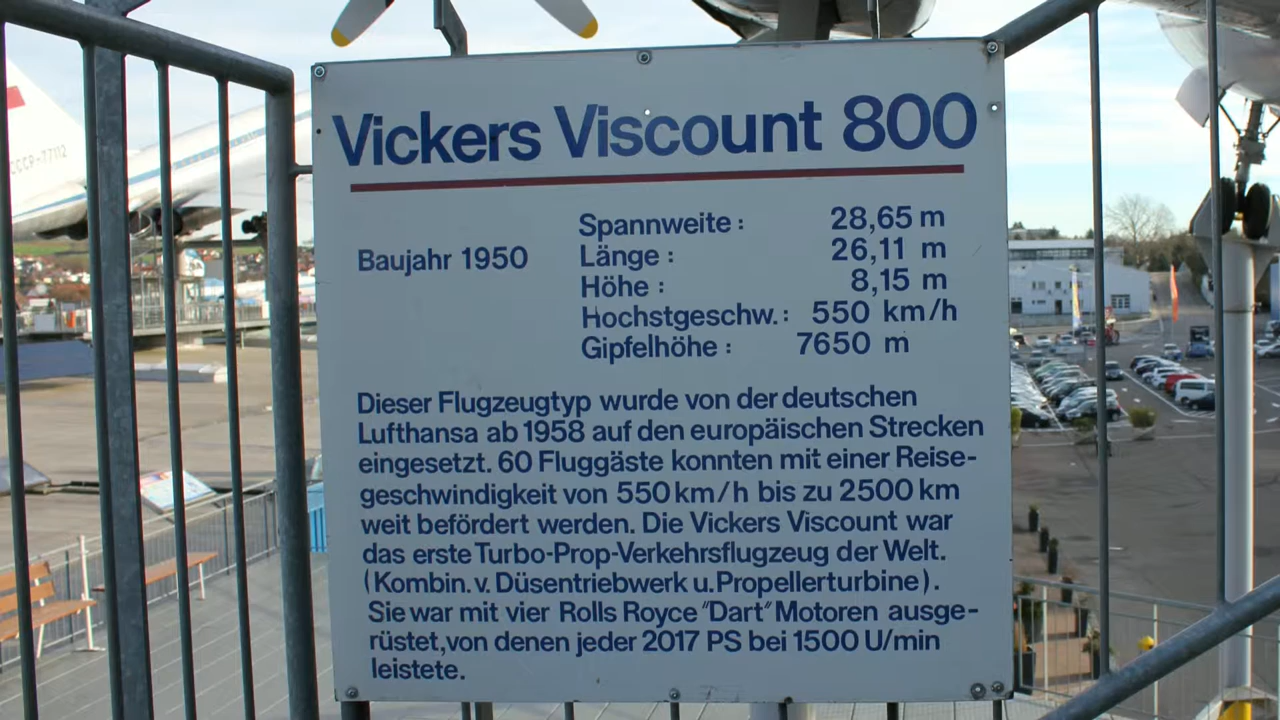 Vickers Viscount 800
Baujahr 1950
Spannweite : 28,65 m
Länge : 26,11 m
Höhe : 8,15 m
Hochstgeschw. : 550 km/h
Gipfelhöhe : 7650 m
Dieser Flugzeugtyp wurde von der deutschen
Lufthansa ab 1958 auf den europäischen Strecken
eingesetzt. 60 Fluggäste konnten mit einer Reise-
geschwindigkeit von 550 km/h bis zu 2500 km
weit befördert werden. Die Vickers Viscount war
das erste Turbo-Prop-Verkehrsflugzeug der Welt.
(Kombin. v. Düsentriebwerk u. Propellerturbine).
Sie war mit vier Rolls Royce "Dart" Motoren ausge-
rüstet, von denen jeder 2017 PS bei 1500 U/min
leistete.
CCCP-77112